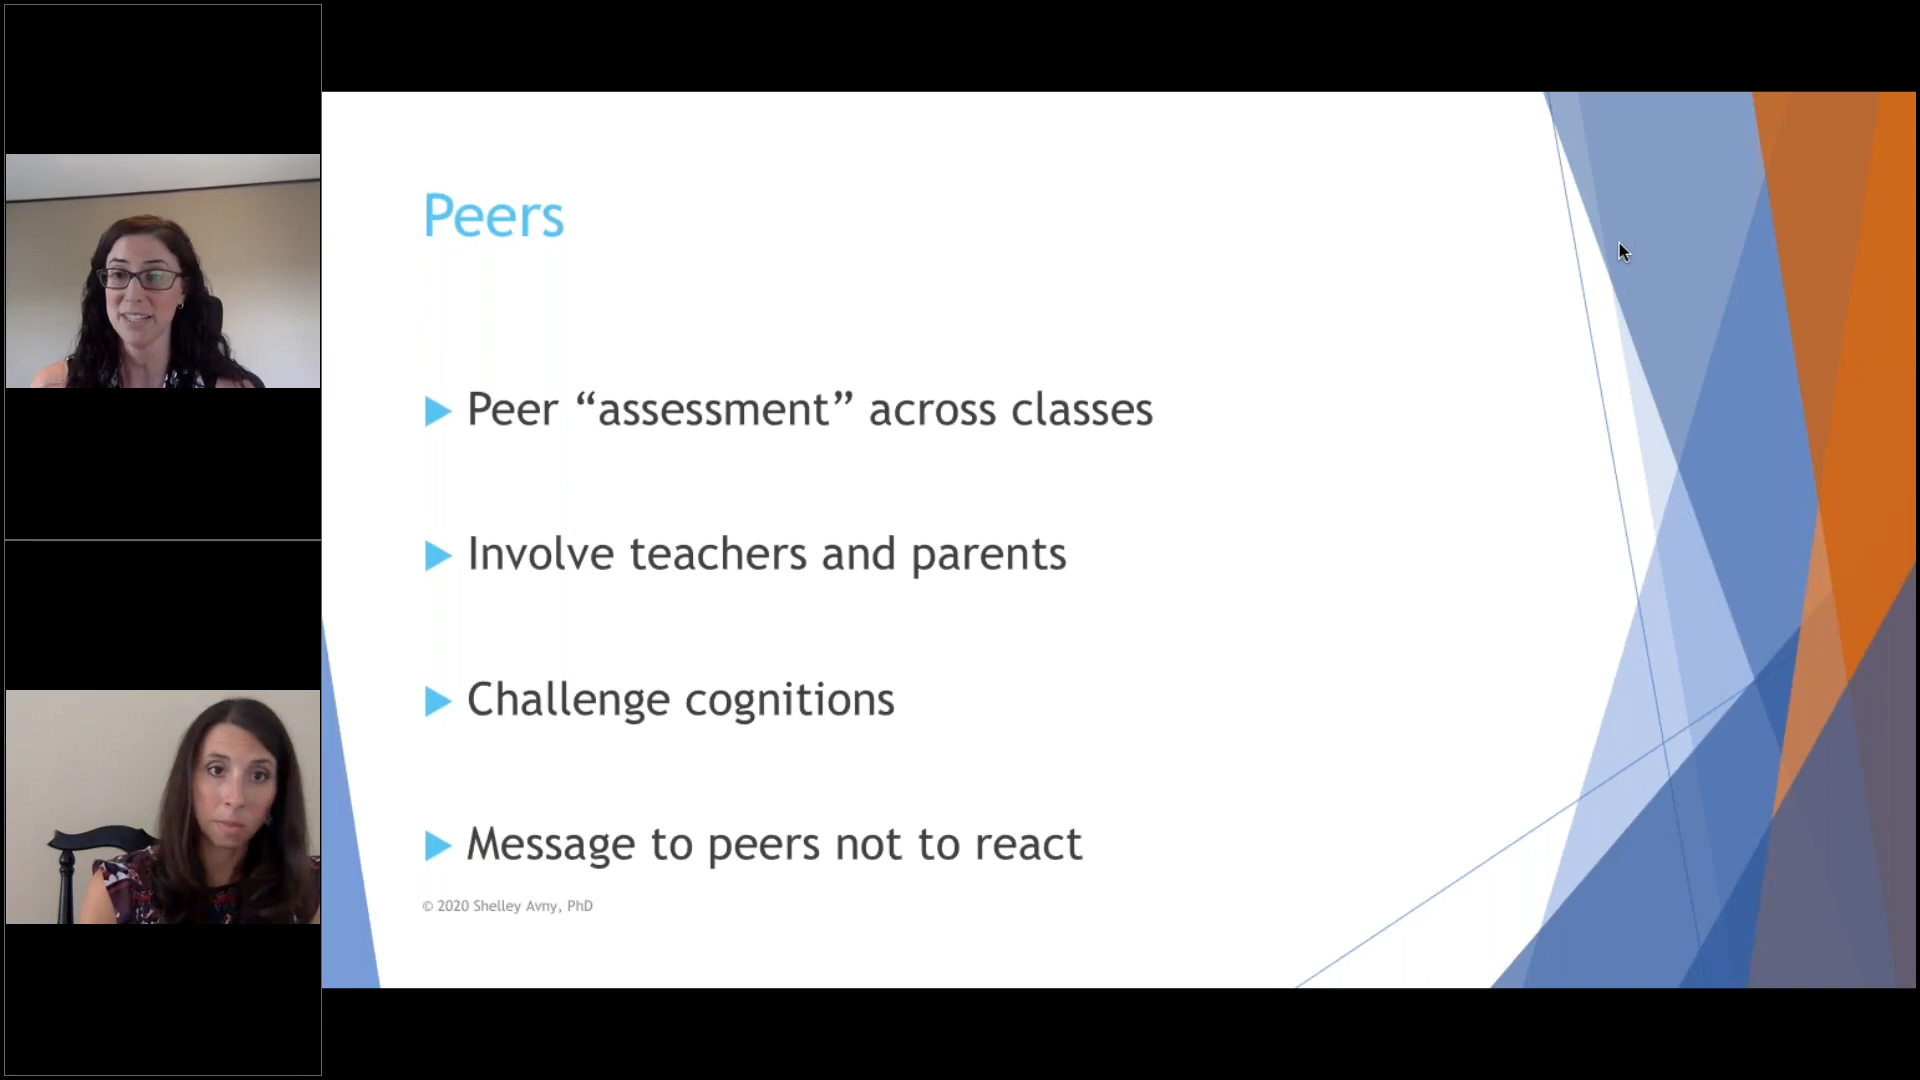 Peers
Peer “assessment” across classes
Involve teachers and parents
Challenge cognitions
Message to peers not to react
© 2020 Shelley Avny, PhD